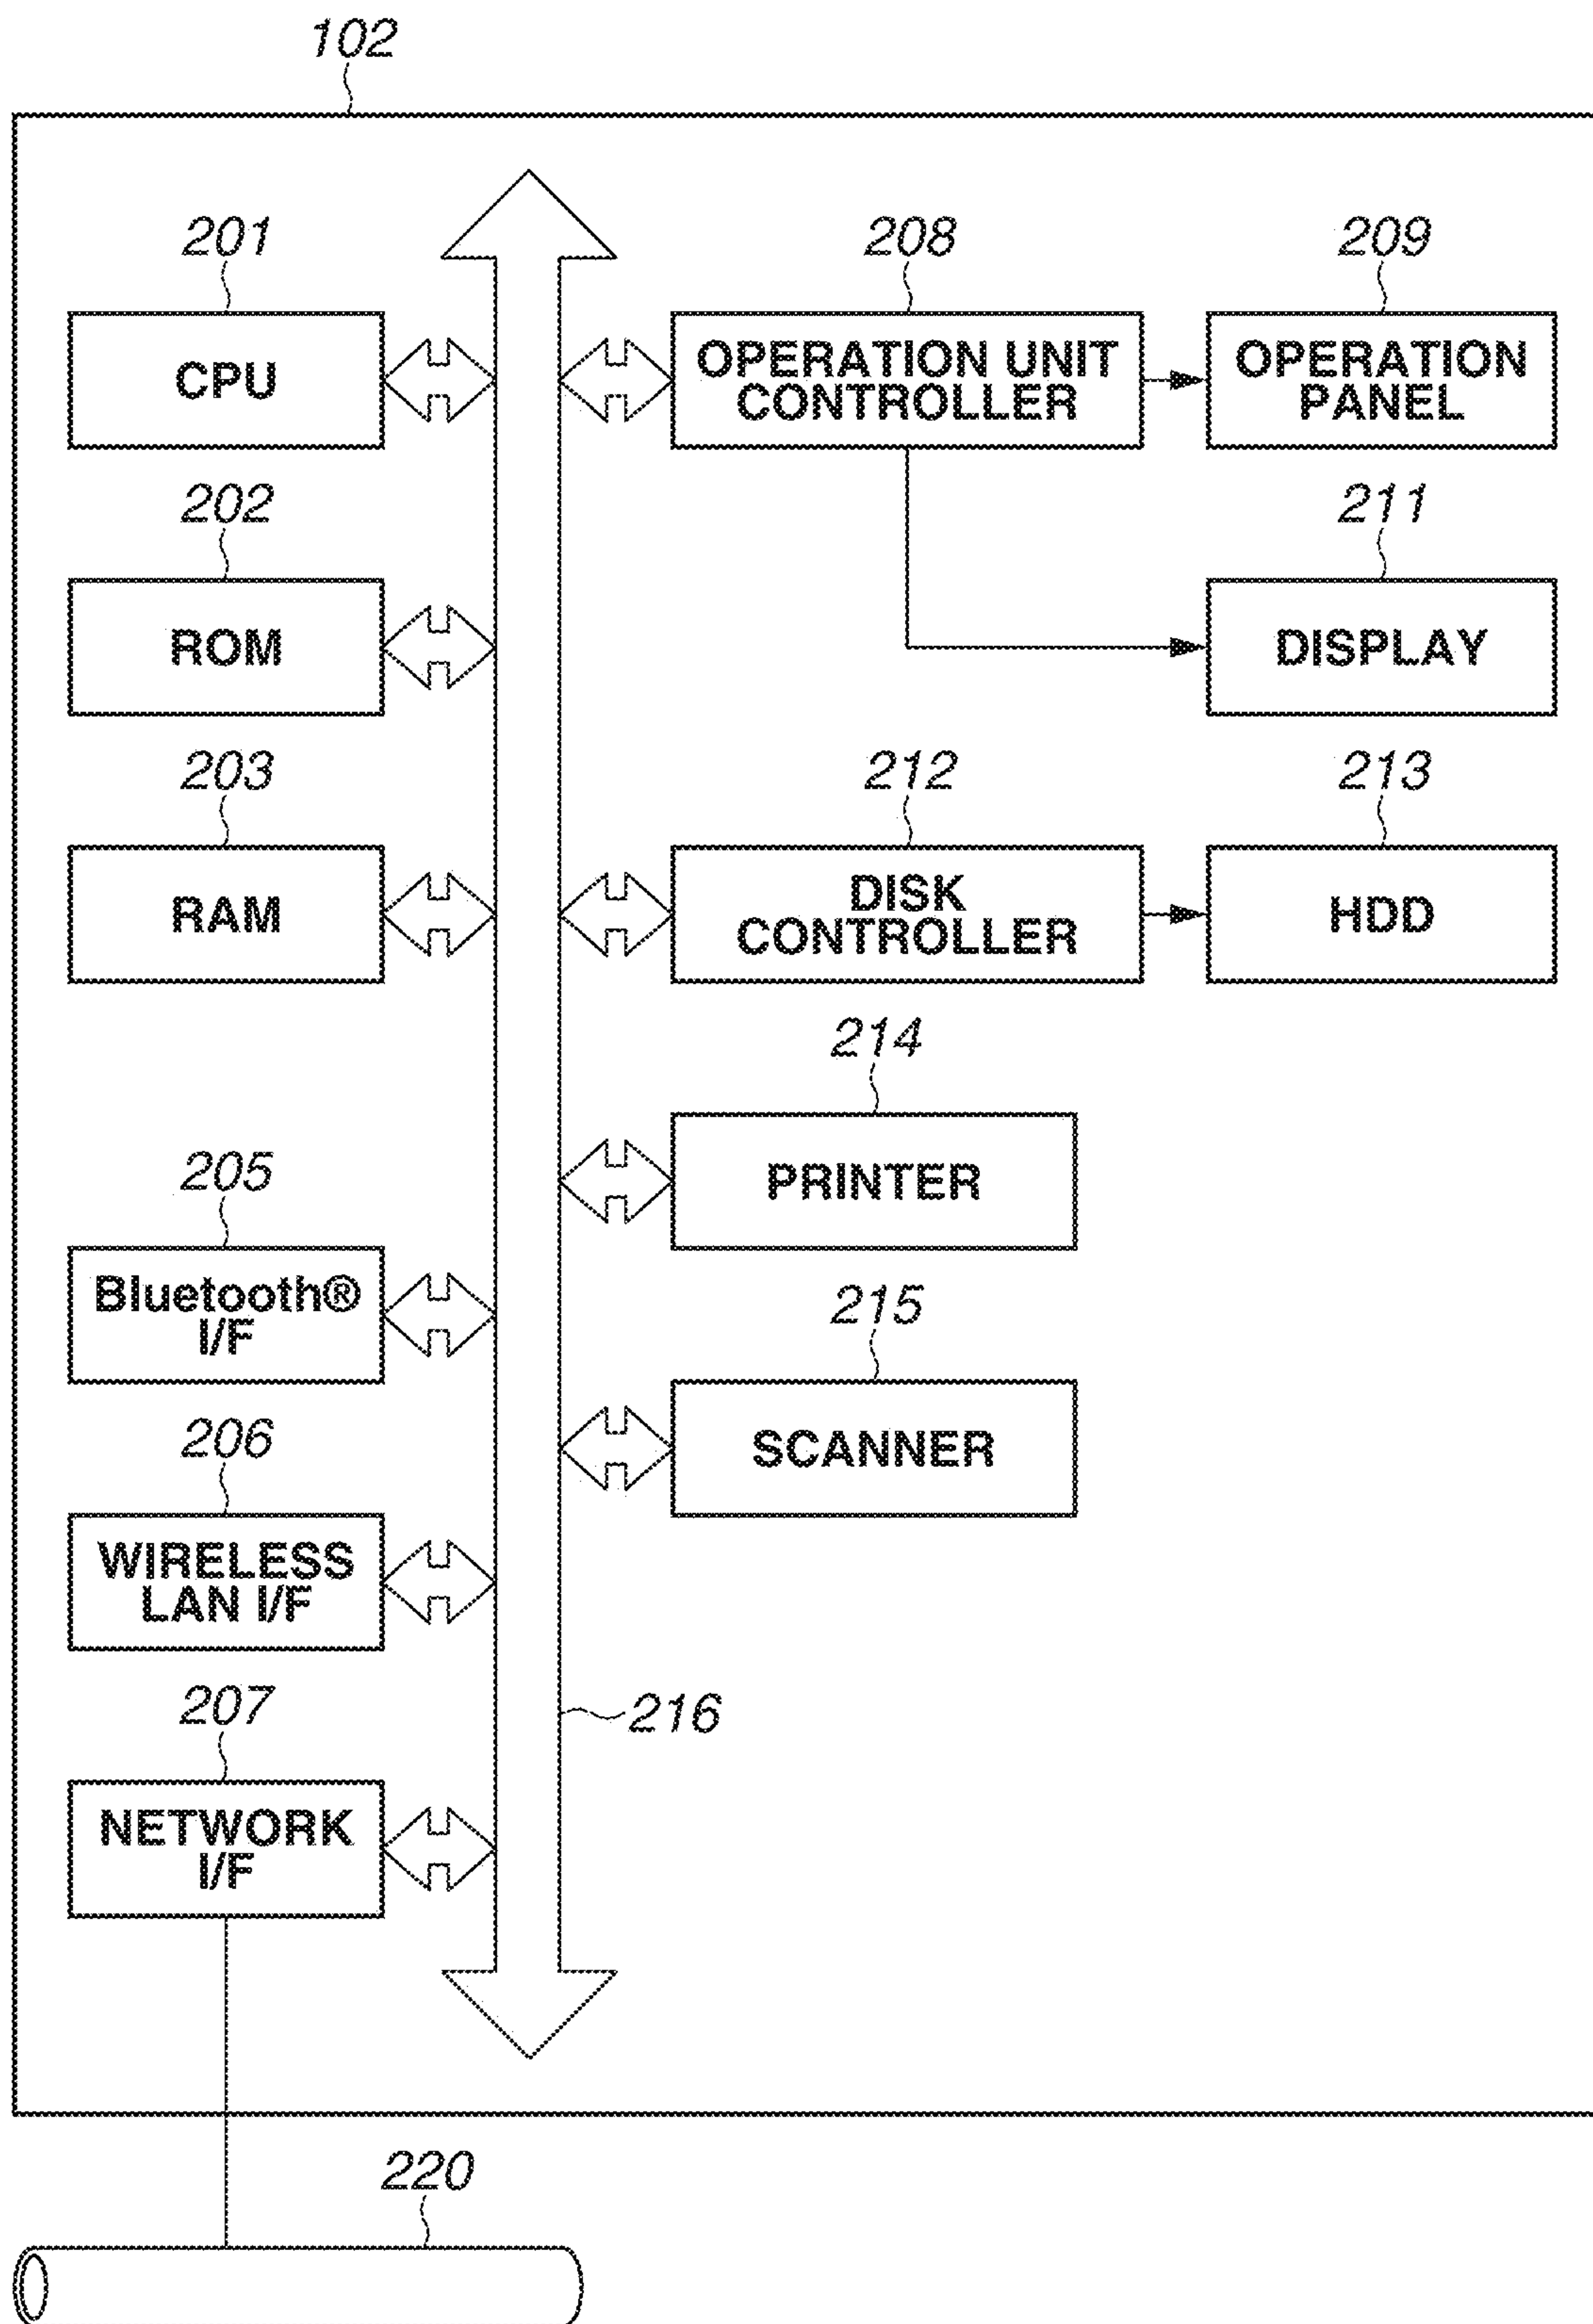 102
201
CPU
202
ROM
203
RAM
205
Bluetooth®
I/F
206
WIRELESS
LAN I/F
207
NETWORK
I/F
208
OPERATION UNIT
CONTROLLER
209
OPERATION
PANEL
211
DISPLAY
212
DISK
CONTROLLER
213
HDD
214
PRINTER
215
SCANNER
216
220